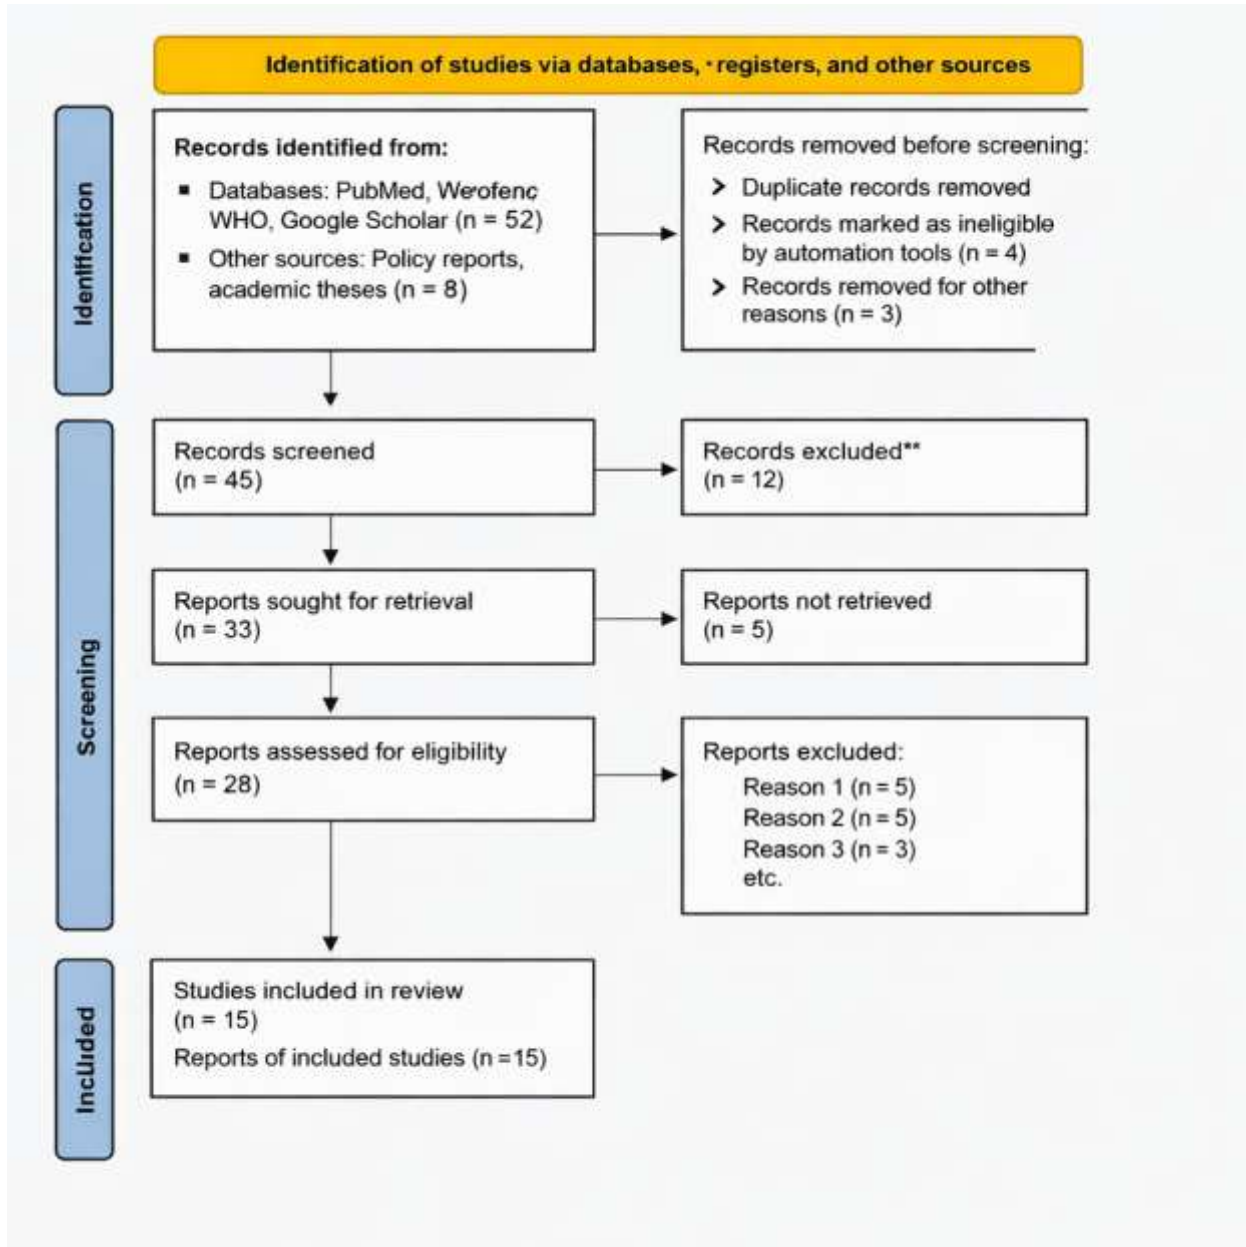 Identification of studies via databases, · registers, and other sources
Identification
Records identified from:
▪ Databases: PubMed, Werofenc
WHO, Google Scholar (n = 52)
▪ Other sources: Policy reports,
academic theses (n = 8)
Records removed before screening:
> Duplicate records removed
> Records marked as ineligible
by automation tools (n = 4)
> Records removed for other
reasons (n = 3)
Screening
Records screened
(n = 45)
Records excluded**
(n = 12)
Reports sought for retrieval
(n = 33)
Reports not retrieved
(n = 5)
Reports assessed for eligibility
(n = 28)
Reports excluded:
Reason 1 (n = 5)
Reason 2 (n = 5)
Reason 3 (n = 3)
etc.
Included
Studies included in review
(n = 15)
Reports of included studies (n =15)